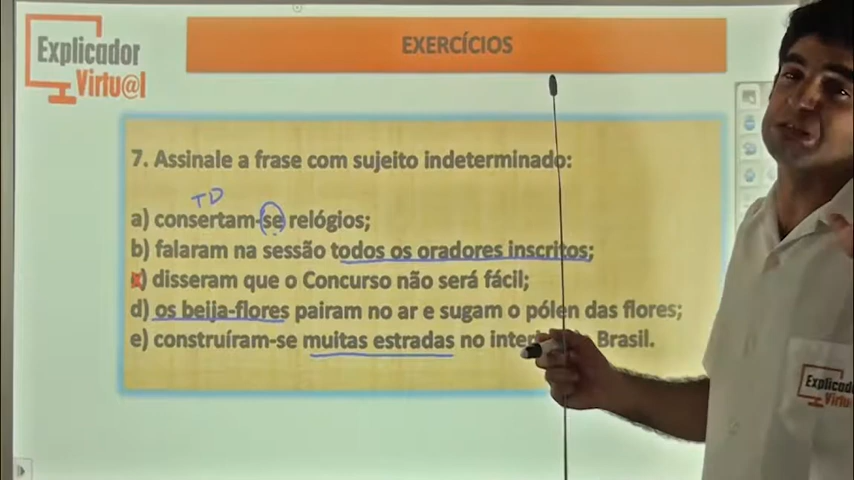 Explicador
Virtu@l
EXERCÍCIOS
7. Assinale a frase com sujeito indeterminado:
TD
a) consertam-se relógios;
b) falaram na sessão todos os oradores inscritos;
x) disseram que o Concurso não será fácil;
d) os beija-flores pairam no ar e sugam o pólen das flores;
e) construíram-se muitas estradas no Brasil.
Explicador
Virtu@l